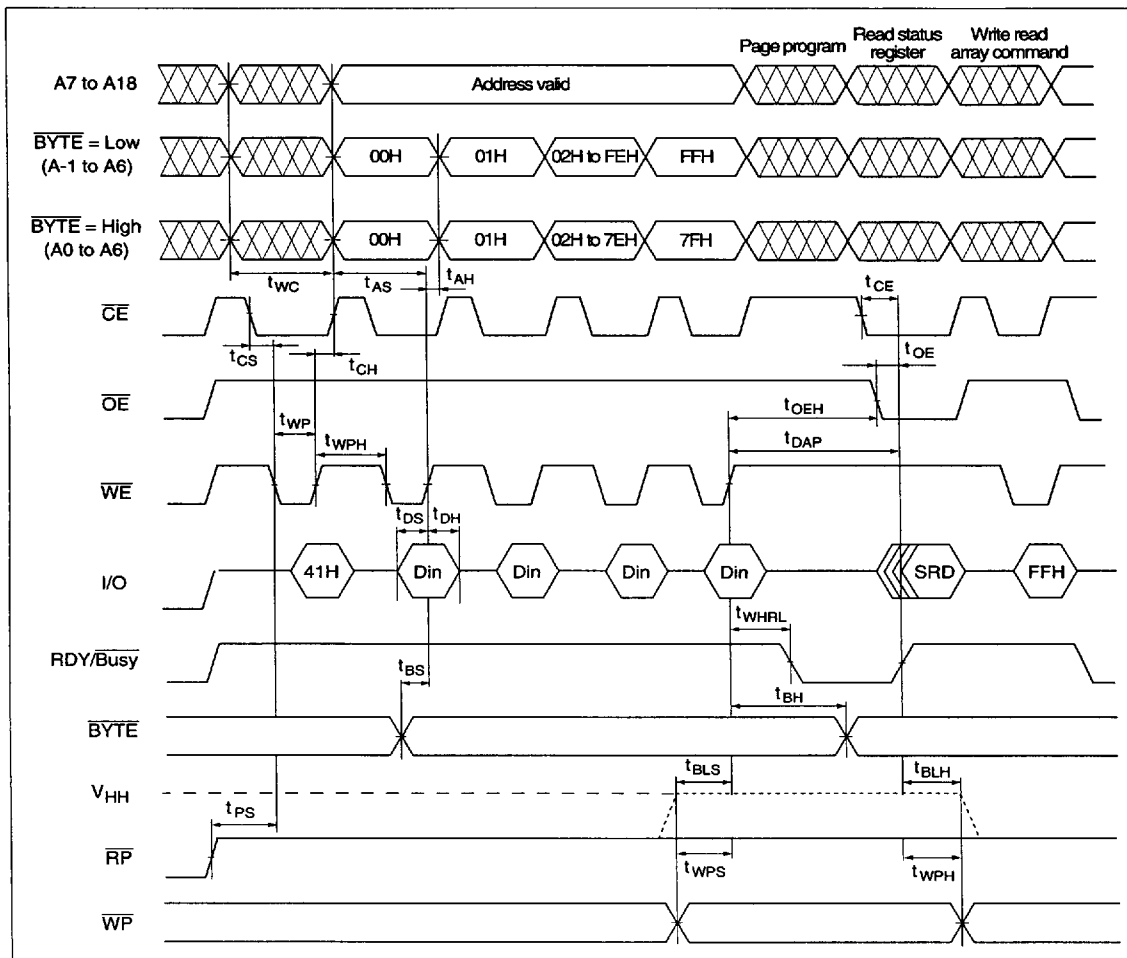 Page program
Read status
register
Write read
array command
A7 to A18
Address valid
BYTE = Low
(A-1 to A6)
00H
01H
02H to FEH
FFH
BYTE = High
(A0 to A6)
00H
01H
02H to 7EH
7FH
tWC
tAS
tAH
tCE
CE
tCS
tCH
tOE
OE
tWP
tOEH
tWPH
tDAP
WE
tDS
tDH
I/O
41H
Din
Din
Din
Din
SRD
FFH
tWHRL
RDY/Busy
tBS
tBH
BYTE
tBLS
tBLH
VHH
tPS
RP
tWPS
tWPH
WP